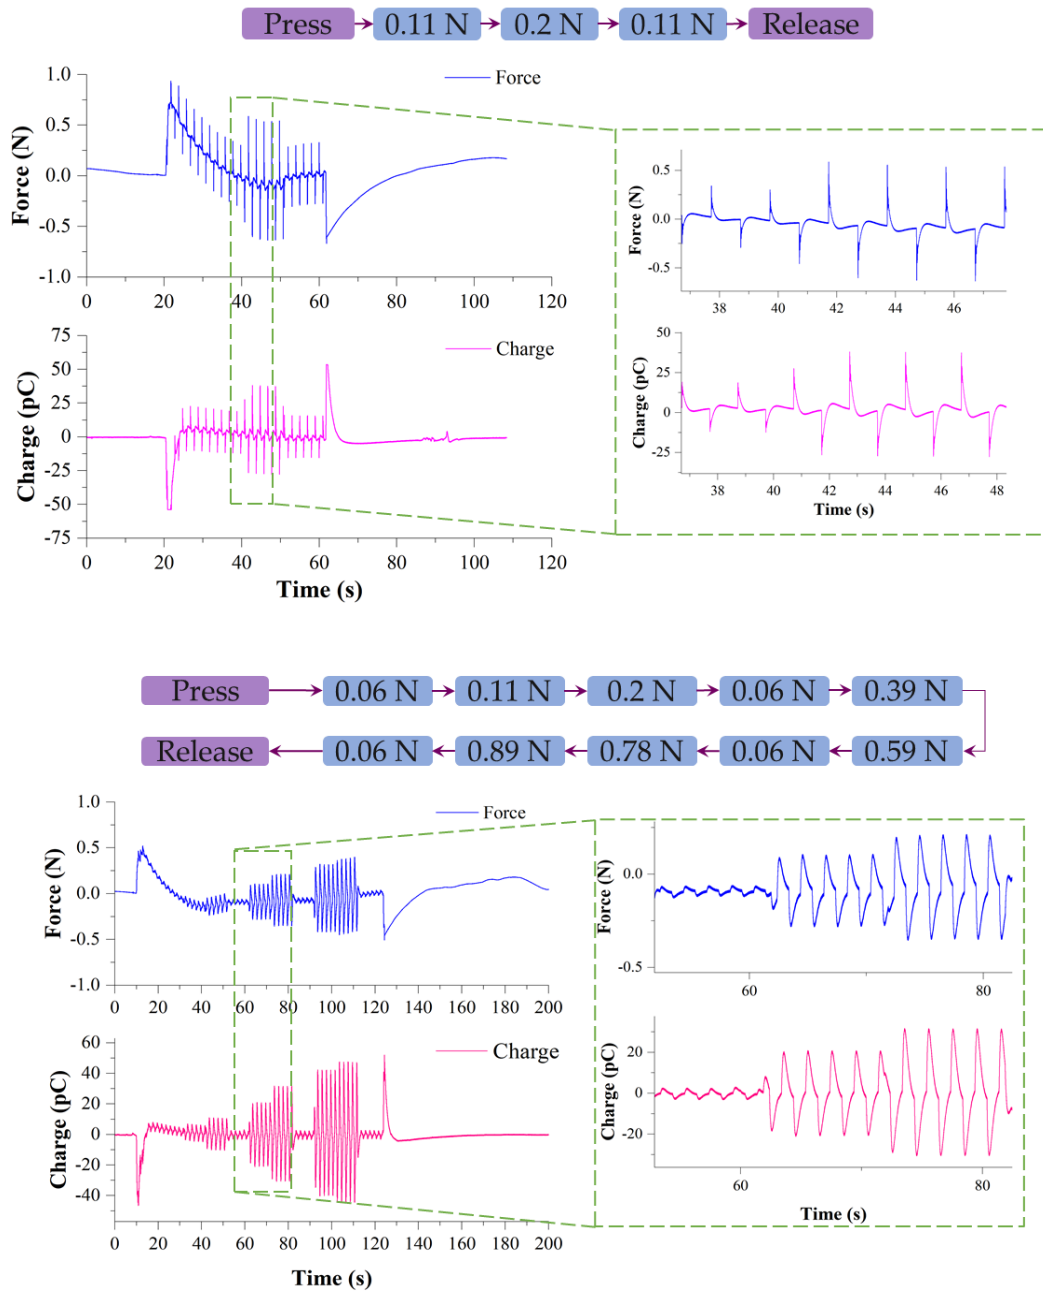 Press 0.11 N 0.2 N 0.11 N Release
Force
1.0
0.5
0.0
-0.5
-1.0
Force (N)
0 20 40 60 80 100 120
0.5
0.0
-0.5
Force (N)
38 40 42 44 46
Charge
75
50
25
0
-25
-50
-75
Charge (pC)
0 20 40 60 80 100 120
Time (s)
50
25
0
-25
Charge (pC)
38 40 42 44 46 48
Time (s)
Press 0.06 N 0.11 N 0.2 N 0.06 N 0.39 N
Release 0.06 N 0.89 N 0.78 N 0.06 N 0.59 N
Force
1.0
0.5
0.0
-0.5
-1.0
Force (N)
0 20 40 60 80 100 120 140 160 180 200
0.0
-0.5
Force (N)
60 80
Charge
60
40
20
0
-20
-40
Charge (pC)
0 20 40 60 80 100 120 140 160 180 200
Time (s)
20
0
-20
Charge (pC)
60 80
Time (s)